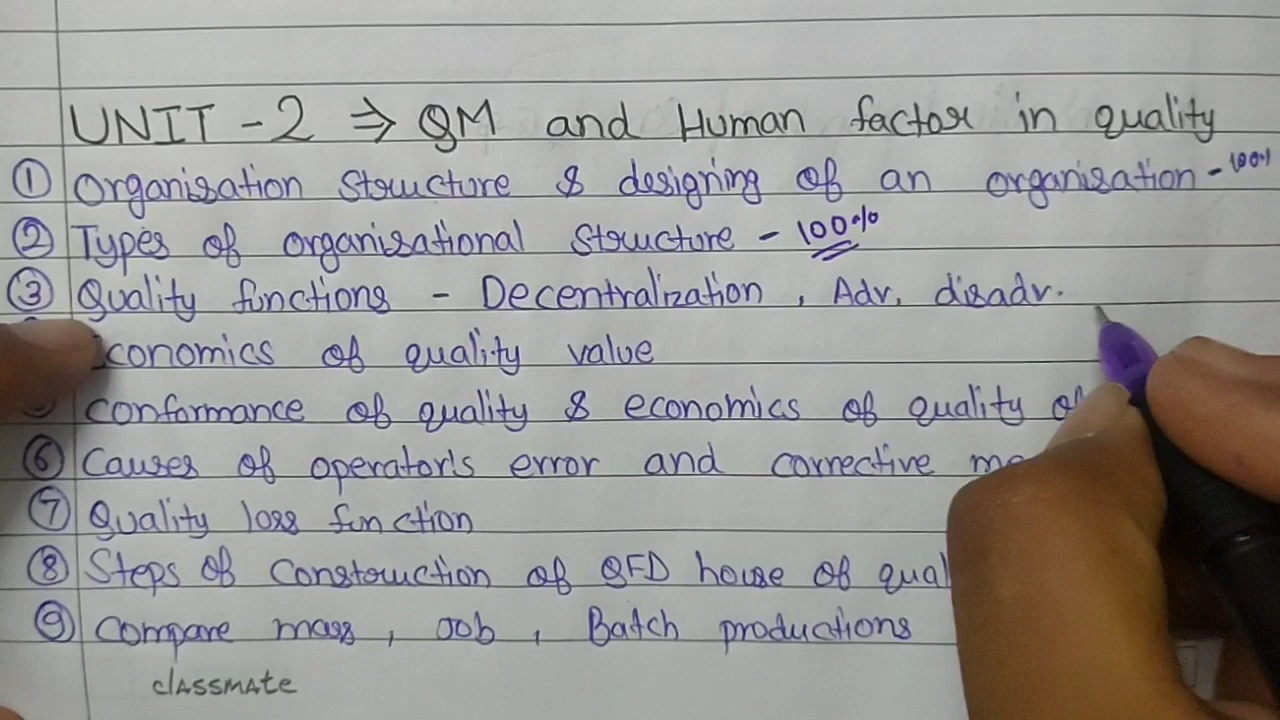 UNIT - 2 ⇒ QM and Human factor in quality
① Organisation structure & designing of an organisation - 100%
② Types of organisational structure - 100%
③ Quality functions - Decentralization, Adv, disadv.
conomics of quality value
conformance of quality & economics of quality of
⑥ Causes of operator's error and corrective me
⑦ Quality loss function
⑧ Steps of construction of QFD house of qual
⑨ Compare mass, Job, Batch productions
classmate